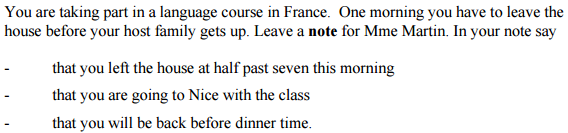 You are taking part in a language course in France.  One morning you have to leave the
house before your host family gets up. Leave a note for Mme Martin. In your note say
-	that you left the house at half past seven this morning
-	that you are going to Nice with the class
-	that you will be back before dinner time.